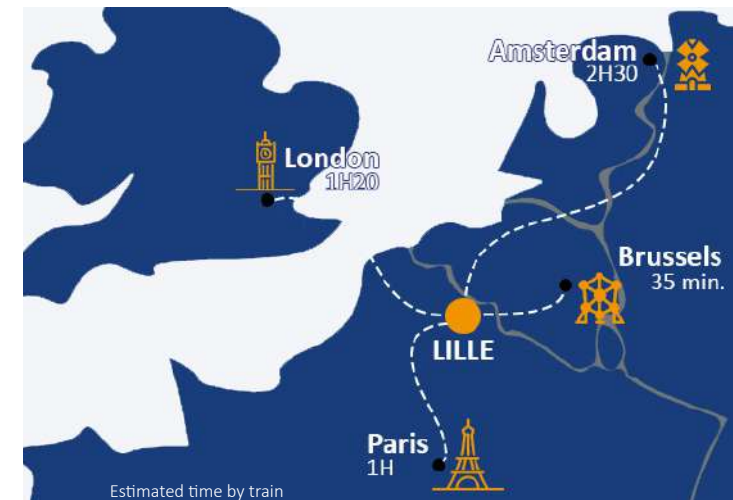 Amsterdam
2H30
London
1H20
Brussels
35 min.
LILLE
Paris
1H
Estimated time by train